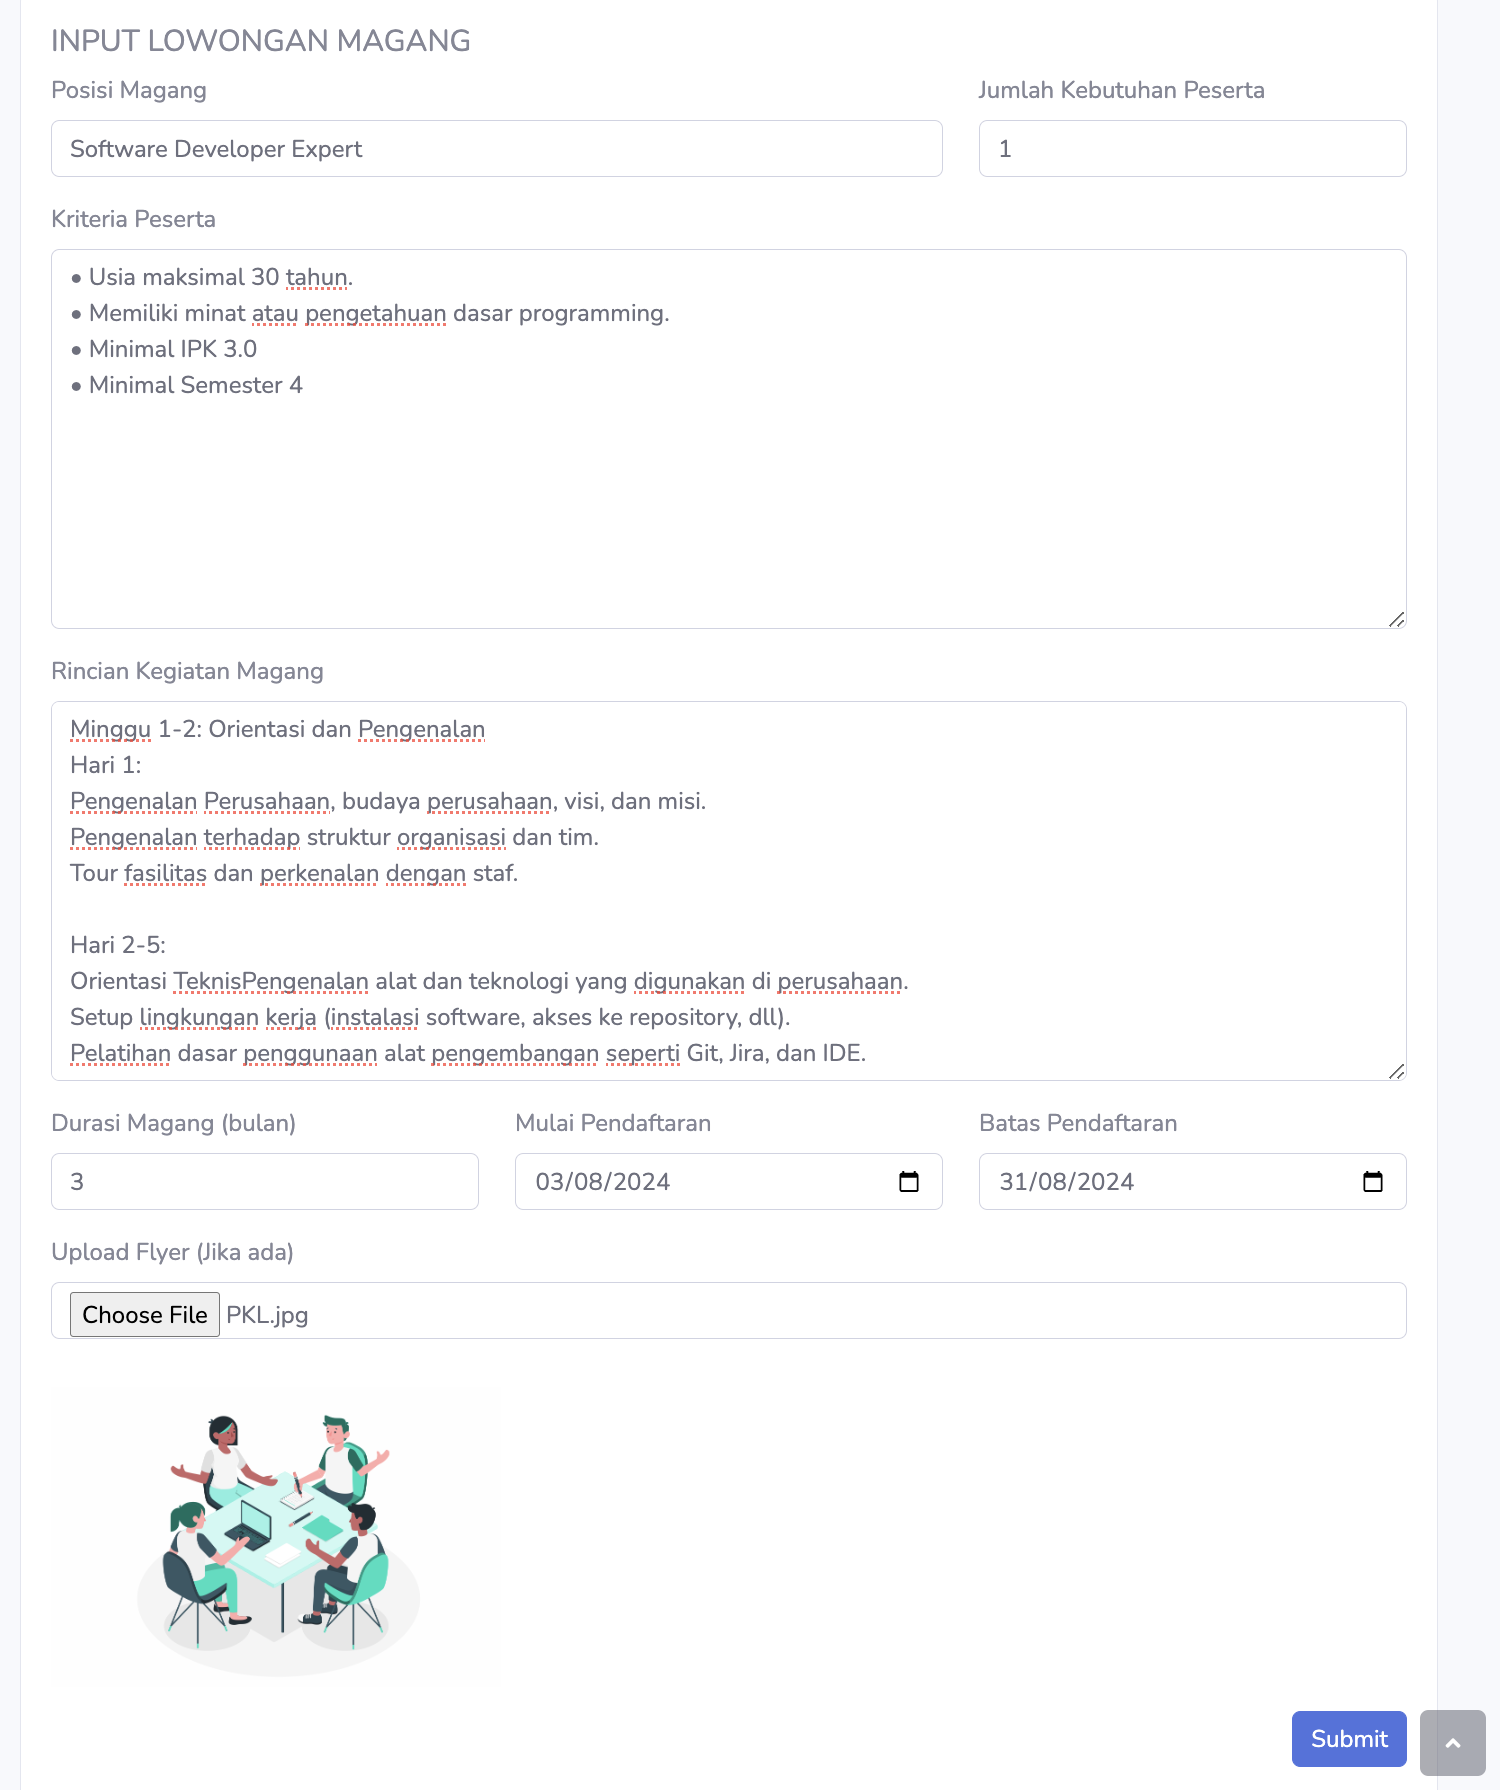 INPUT LOWONGAN MAGANG
Posisi Magang
Jumlah Kebutuhan Peserta
Software Developer Expert
1
Kriteria Peserta
• Usia maksimal 30 tahun.
• Memiliki minat atau pengetahuan dasar programming.
• Minimal IPK 3.0
• Minimal Semester 4
Rincian Kegiatan Magang
Minggu 1-2: Orientasi dan Pengenalan
Hari 1:
Pengenalan Perusahaan, budaya perusahaan, visi, dan misi.
Pengenalan terhadap struktur organisasi dan tim.
Tour fasilitas dan perkenalan dengan staf.
Hari 2-5:
Orientasi TeknisPengenalan alat dan teknologi yang digunakan di perusahaan.
Setup lingkungan kerja (instalasi software, akses ke repository, dll).
Pelatihan dasar penggunaan alat pengembangan seperti Git, Jira, dan IDE.
Durasi Magang (bulan)
Mulai Pendaftaran
Batas Pendaftaran
3
03/08/2024
31/08/2024
Upload Flyer (Jika ada)
Choose File PKL.jpg
Submit